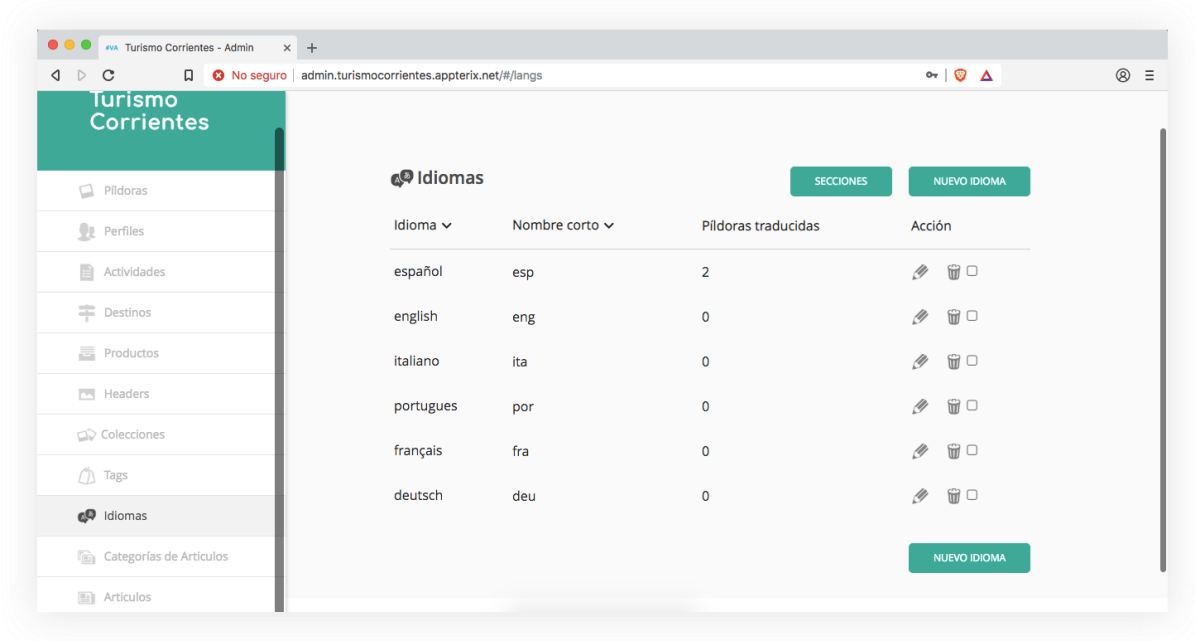 #VA Turismo Corrientes - Admin
No seguro admin.turismocorrientes.appterix.net/#/langs
Turismo
Corrientes
Píldoras
Perfiles
Actividades
Destinos
Productos
Headers
Colecciones
Tags
Idiomas
Categorías de Articulos
Articulos
Idiomas
SECCIONES
NUEVO IDIOMA
Idioma Nombre corto Píldoras traducidas Acción
español esp 2
english eng 0
italiano ita 0
portugues por 0
français fra 0
deutsch deu 0
NUEVO IDIOMA